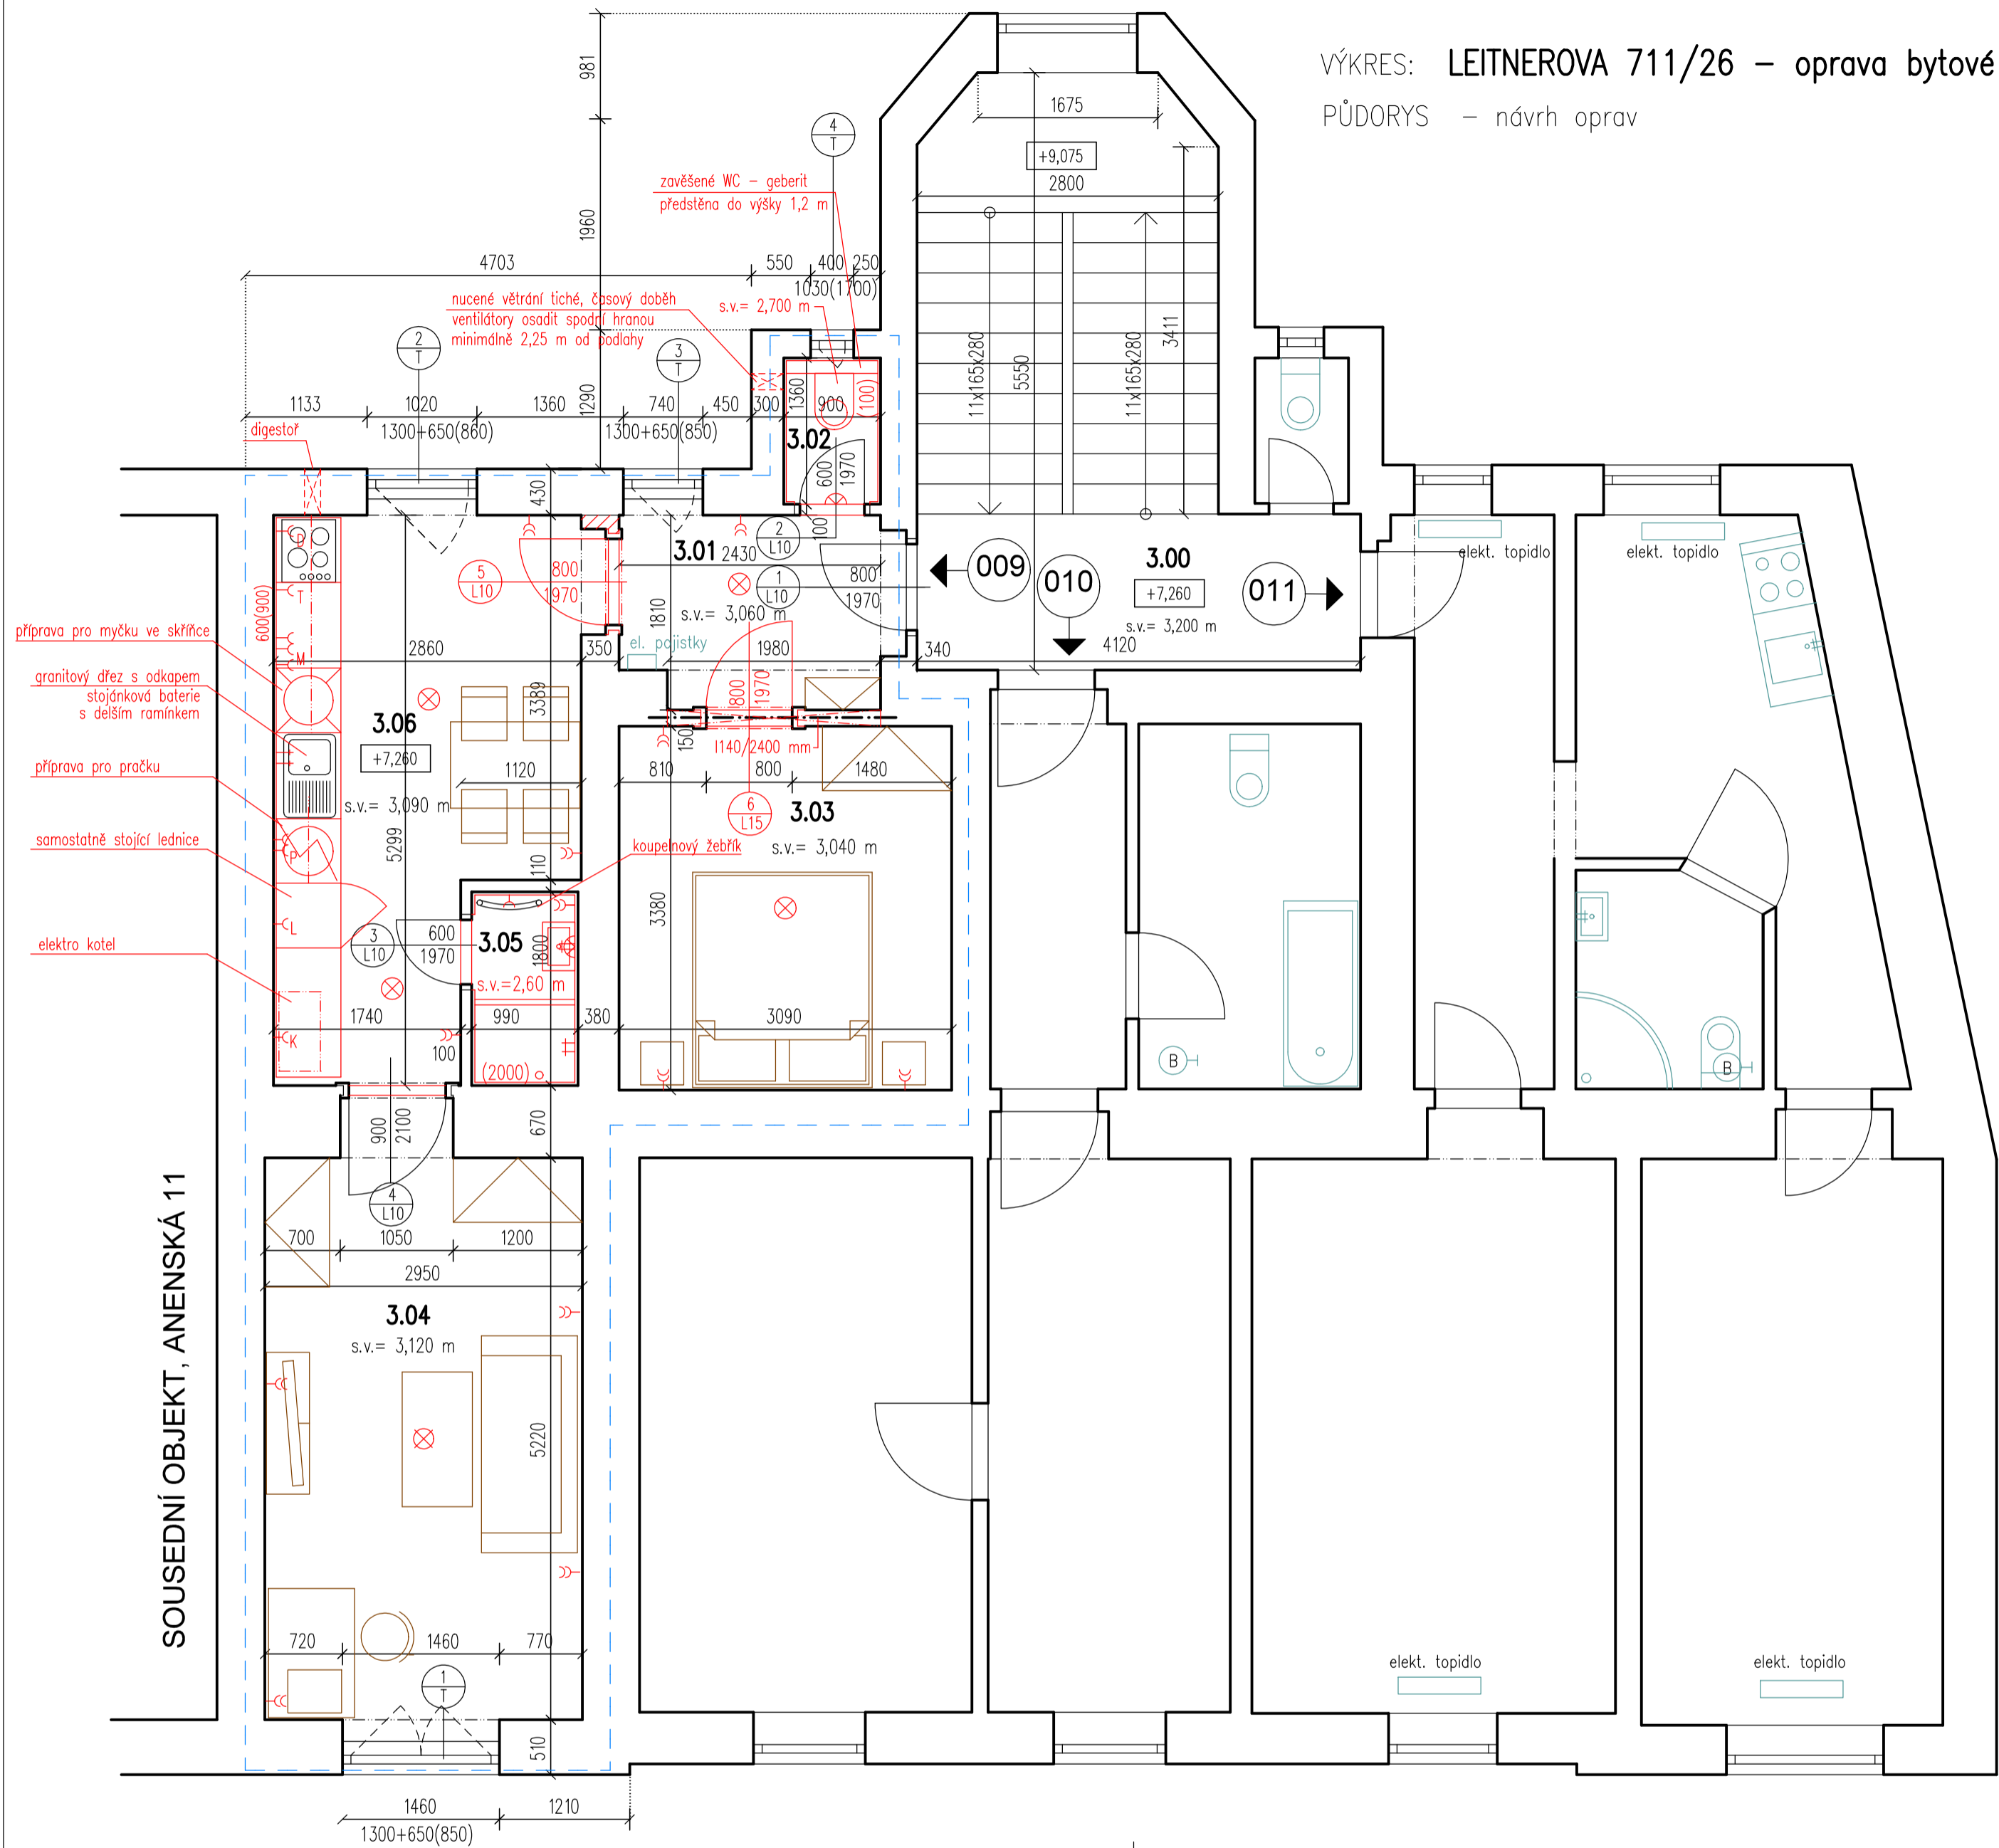 VÝKRES: LEITNEROVA 711/26 – oprava bytové
PŮDORYS – návrh oprav
981
1675
4
T
+9,075
2800
zavěšené WC – geberit
předstěna do výšky 1,2 m
1960
4703
550
400
250
1030(1700)
nucené větrání tiché, časový doběh
ventilátory osadit spodní hranou
minimálně 2,25 m od podlahy
s.v.= 2,700 m
2
T
3
T
11x165x280
5550
11x165x280
3411
1133
1020
1360
1290
740
450
300
1360
900
(100)
1300+650(860)
1300+650(850)
digestoř
3.02
600
1970
430
100
D
3.01
2430
2
L10
3.00
elekt. topidlo
elekt. topidlo
5
L10
800
1970
1
L10
800
1970
009
010
+7,260
011
T
600(900)
1810
s.v.= 3,060 m
s.v.= 3,200 m
příprava pro myčku ve skříňce
M
2860
350
el. pojistky
1980
340
4120
granitový dřez s odkapem
stojánková baterie
s delším ramínkem
3389
800
1970
3.06
+7,260
150
I140/2400 mm
příprava pro pračku
1120
810
800
1480
s.v.= 3,090 m
6
L15
3.03
samostatně stojící lednice
P
5299
110
koupelnový žebřík
s.v.= 3,040 m
3380
L
elektro kotel
3
L10
600
1970
3.05
1800
s.v.=2,60 m
1740
990
380
3090
K
100
(2000)
B
B
900
2100
670
4
L10
700
1050
1200
2950
3.04
s.v.= 3,120 m
SOUSEDNÍ OBJEKT, ANENSKÁ 11
5220
720
1460
770
1
T
elekt. topidlo
elekt. topidlo
510
1460
1210
1300+650(850)